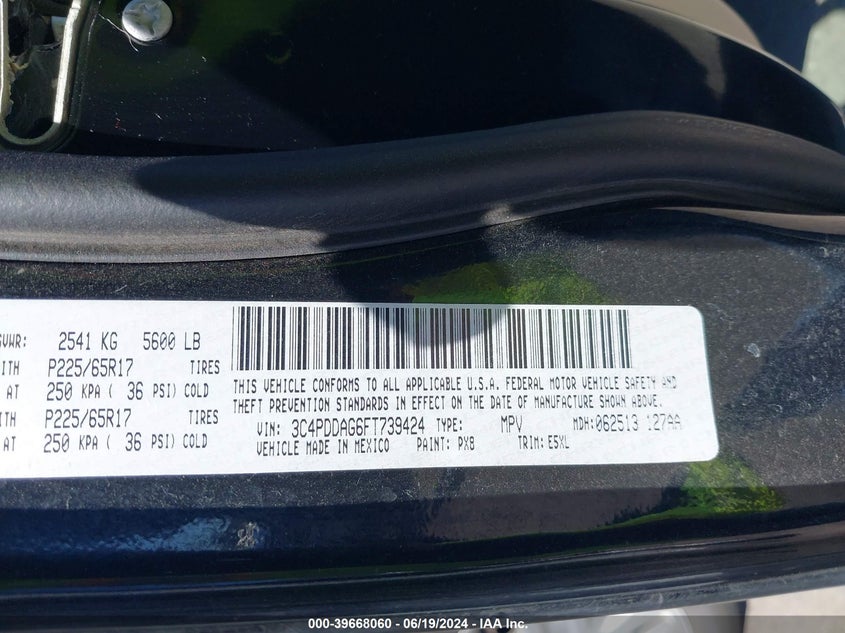 GVWR: 2541 KG 5600 LB
WITH P225/65R17 TIRES
AT 250 KPA ( 36 PSI) COLD
WITH P225/65R17 TIRES
AT 250 KPA ( 36 PSI) COLD
THIS VEHICLE CONFORMS TO ALL APPLICABLE U.S.A. FEDERAL MOTOR VEHICLE SAFETY AND
THEFT PREVENTION STANDARDS IN EFFECT ON THE DATE OF MANUFACTURE SHOWN ABOVE.
VIN: 3C4PDDAG6FT739424 TYPE: MPV MDH: 062513 127AA
VEHICLE MADE IN MEXICO PAINT: PX8 TRIM: E5XL
000-39668060 - 06/19/2024 - IAA Inc.